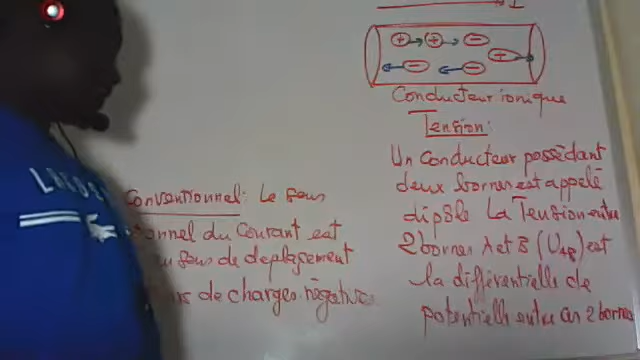 I
+ + -
+
- -
Conducteur ionique
Tension:
Un Conducteur possédant
deux bornes est appelé
dipôle La Tension entre
2 bornes A et B (UAB) est
la différentielle de
potentielle entre ces 2 bornes
Conventionnel: Le sens
du Courant est
sens de deplacement
de charges négatives